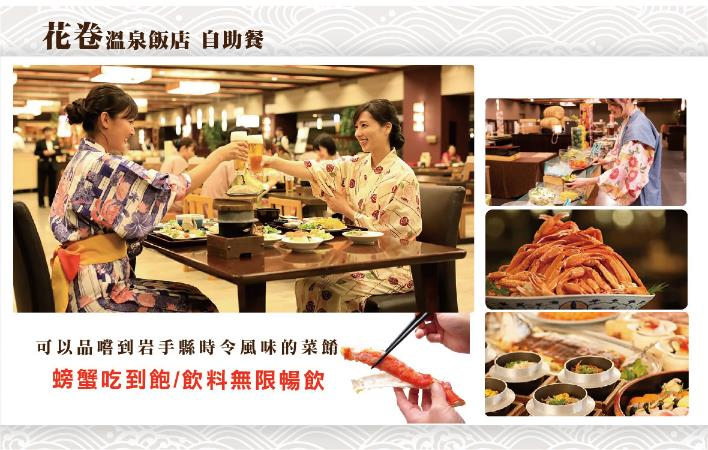 花卷溫泉飯店 自助餐
可以品嚐到岩手縣時令風味的菜餚
螃蟹吃到飽/飲料無限暢飲